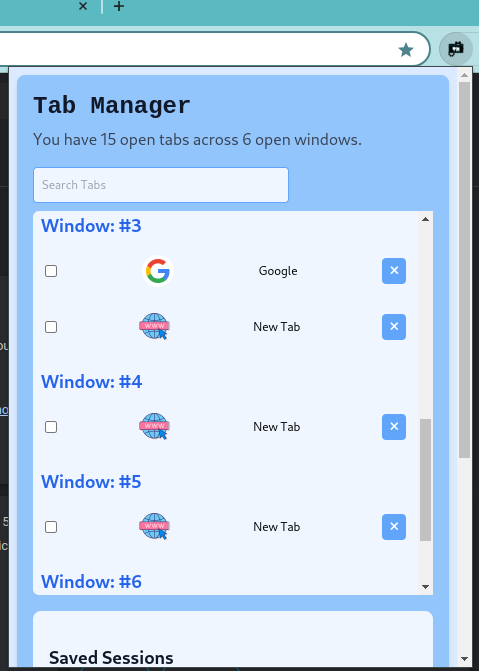 Tab Manager
You have 15 open tabs across 6 open windows.
Search Tabs
Window: #3
Google
New Tab
Window: #4
New Tab
Window: #5
New Tab
Window: #6
Saved Sessions